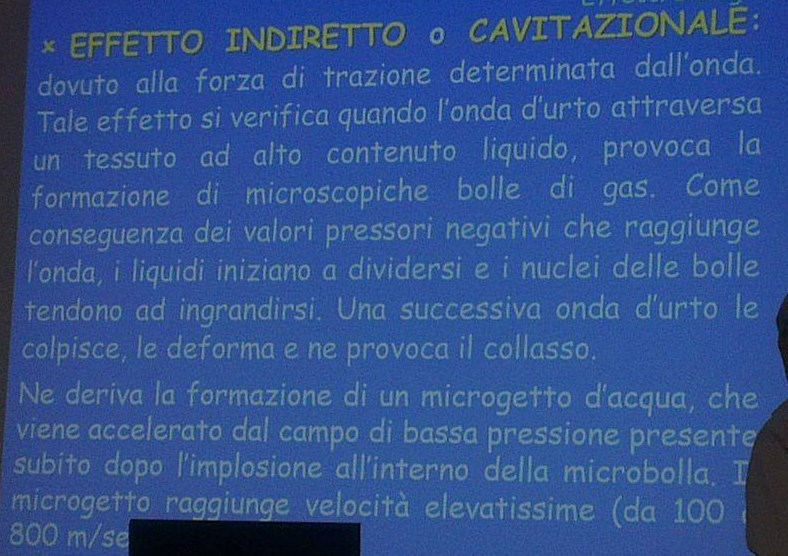 × EFFETTO INDIRETTO o CAVITAZIONALE:
dovuto alla forza di trazione determinata dall'onda.
Tale effetto si verifica quando l'onda d'urto attraversa
un tessuto ad alto contenuto liquido, provoca la
formazione di microscopiche bolle di gas. Come
conseguenza dei valori pressori negativi che raggiunge
l'onda, i liquidi iniziano a dividersi e i nuclei delle bolle
tendono ad ingrandirsi. Una successiva onda d'urto le
colpisce, le deforma e ne provoca il collasso.
Ne deriva la formazione di un microgetto d'acqua, che
viene accelerato dal campo di bassa pressione presente
subito dopo l'implosione all'interno della microbolla.
microgetto raggiunge velocità elevatissime (da 100
800